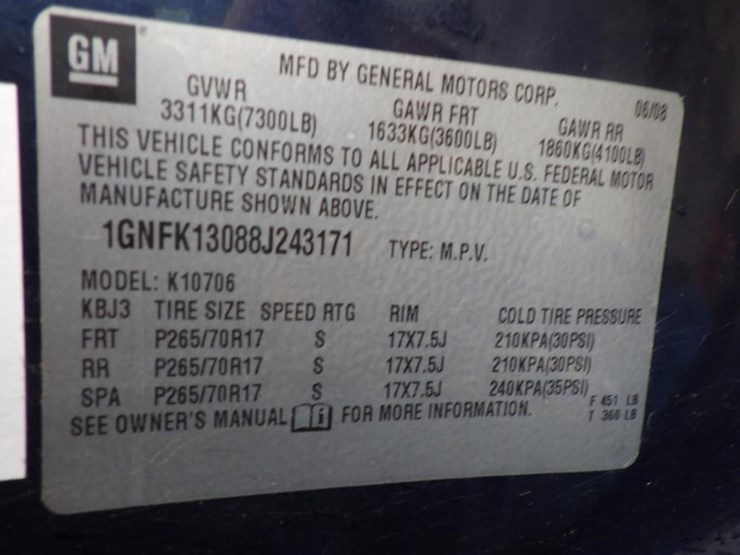 GM
MFD BY GENERAL MOTORS CORP. 06/08
GVWR GAWR FRT GAWR RR
3311KG(7300LB) 1633KG(3600LB) 1860KG(4100LB)
THIS VEHICLE CONFORMS TO ALL APPLICABLE U.S. FEDERAL MOTOR
VEHICLE SAFETY STANDARDS IN EFFECT ON THE DATE OF
MANUFACTURE SHOWN ABOVE.
1GNFK13088J243171 TYPE: M.P.V.
MODEL: K10706
KBJ3 TIRE SIZE SPEED RTG RIM COLD TIRE PRESSURE
FRT P265/70R17 S 17X7.5J 210KPA(30PSI)
RR P265/70R17 S 17X7.5J 210KPA(30PSI)
SPA P265/70R17 S 17X7.5J 240KPA(35PSI)
F 451 LB
SEE OWNER'S MANUAL i FOR MORE INFORMATION. T 360 LB